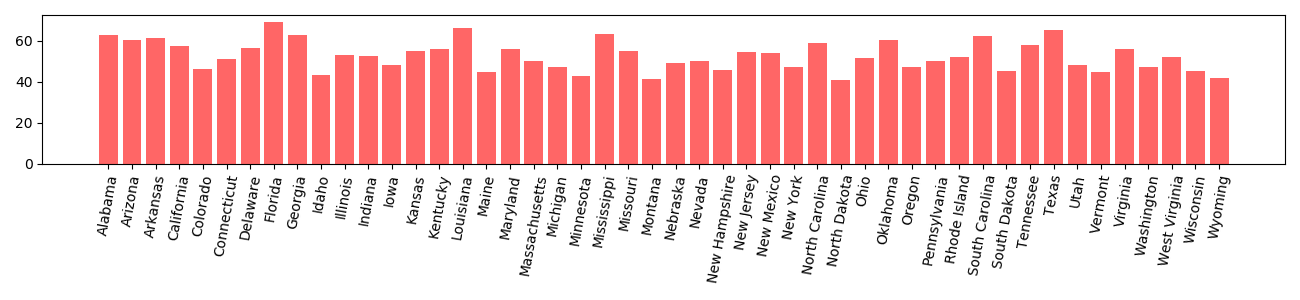 60
40
20
0
Alabama
Arizona
Arkansas
California
Colorado
Connecticut
Delaware
Florida
Georgia
Idaho
Illinois
Indiana
Iowa
Kansas
Kentucky
Louisiana
Maine
Maryland
Massachusetts
Michigan
Minnesota
Mississippi
Missouri
Montana
Nebraska
Nevada
New Hampshire
New Jersey
New Mexico
New York
North Carolina
North Dakota
Ohio
Oklahoma
Oregon
Pennsylvania
Rhode Island
South Carolina
South Dakota
Tennessee
Texas
Utah
Vermont
Virginia
Washington
West Virginia
Wisconsin
Wyoming